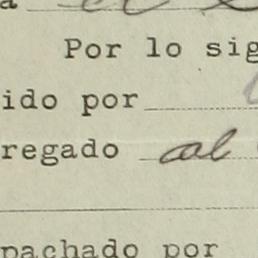 a
Por lo sig
ido por
regado al
pachado por